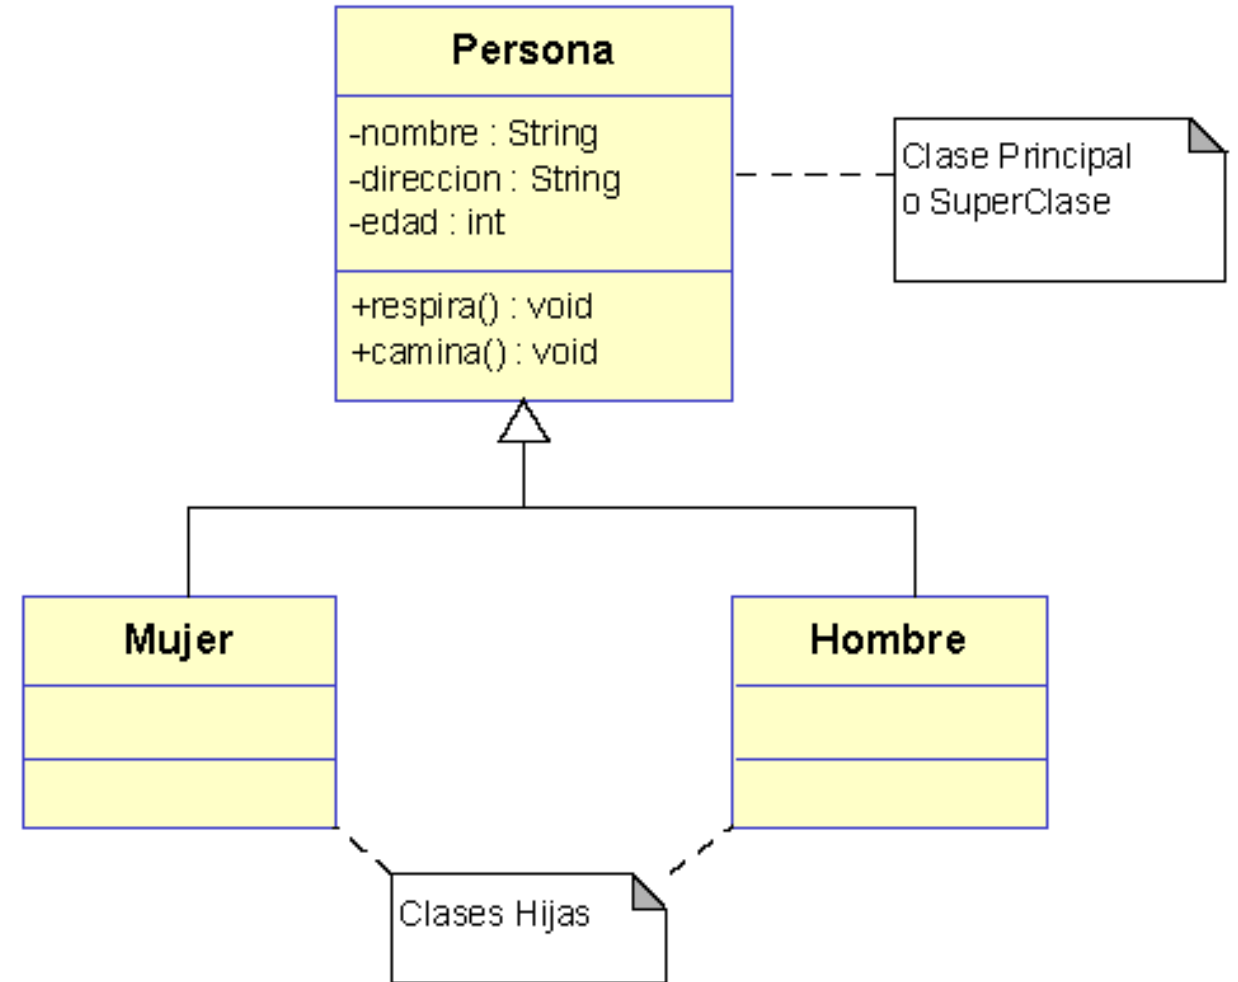 Persona
-nombre : String
-direccion : String
-edad : int
+respira() : void
+camina() : void
Clase Principal
o SuperClase
Mujer
Hombre
Clases Hijas